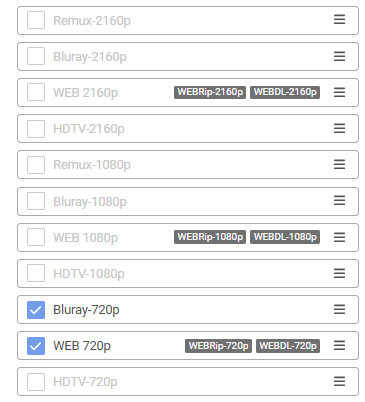 Remux-2160p
Bluray-2160p
WEB 2160p WEBRip-2160p WEBDL-2160p
HDTV-2160p
Remux-1080p
Bluray-1080p
WEB 1080p WEBRip-1080p WEBDL-1080p
HDTV-1080p
Bluray-720p
WEB 720p WEBRip-720p WEBDL-720p
HDTV-720p